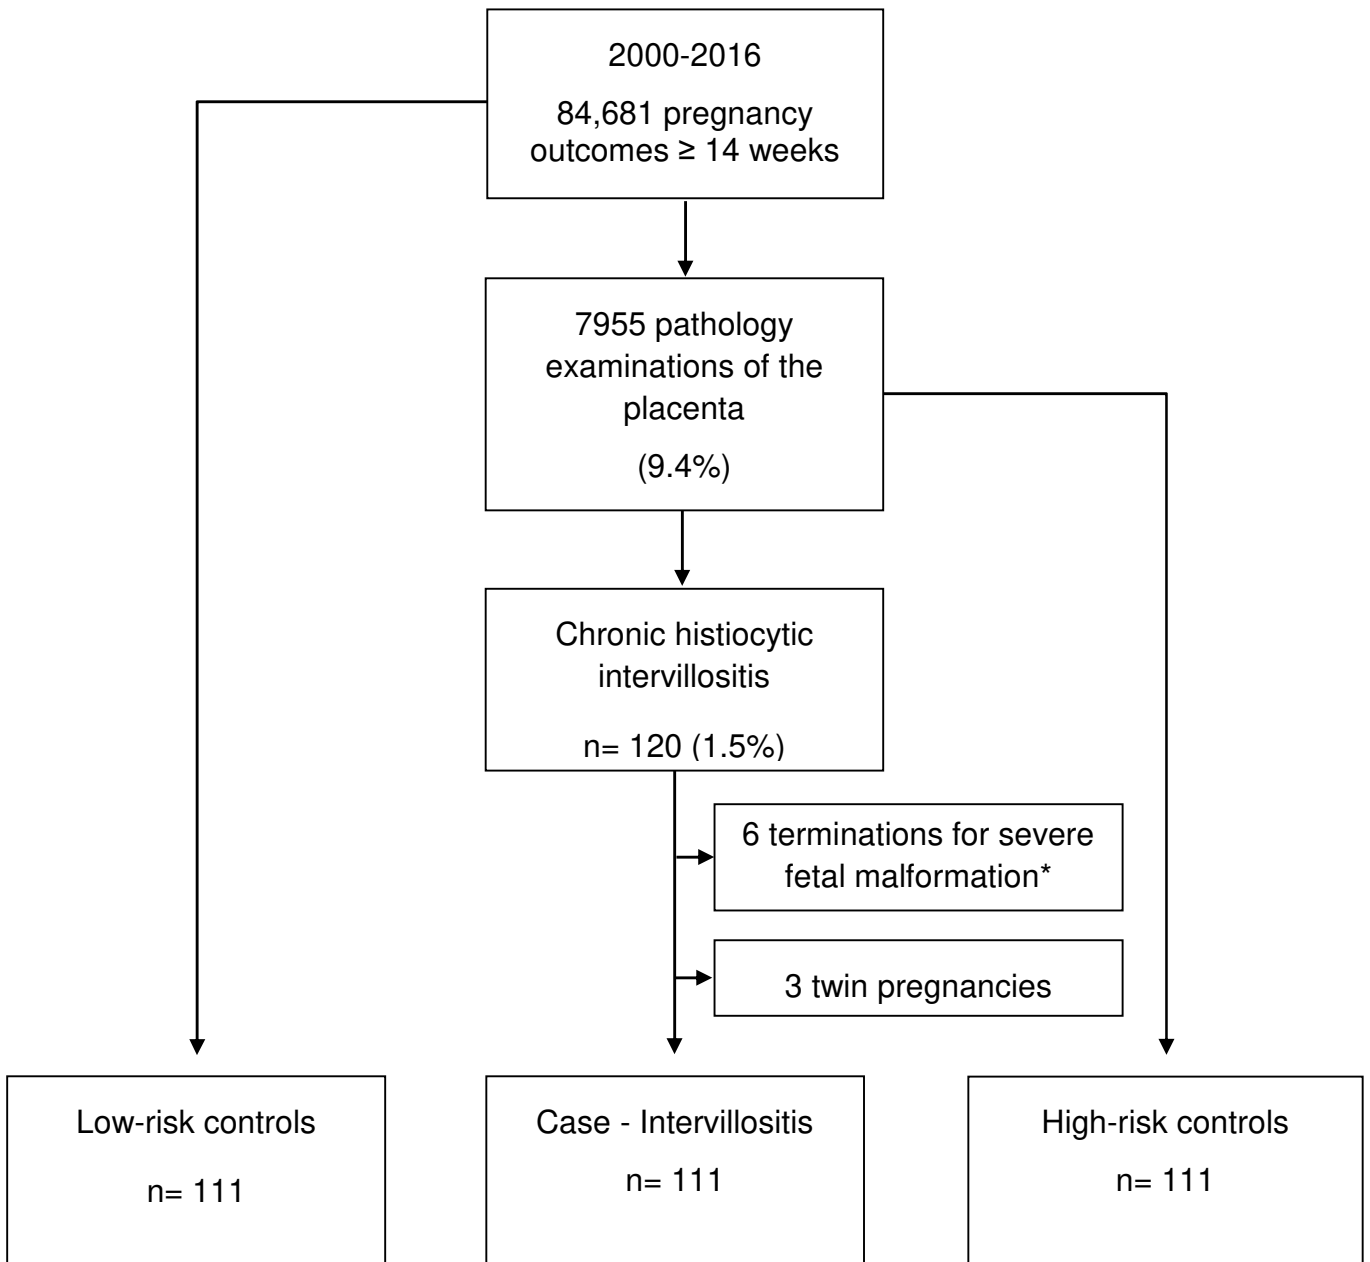 2000-2016
84,681 pregnancy
outcomes ≥ 14 weeks
7955 pathology
examinations of the
placenta
(9.4%)
Chronic histiocytic
intervillositis
n= 120 (1.5%)
6 terminations for severe
fetal malformation*
3 twin pregnancies
Low-risk controls
n= 111
Case - Intervillositis
n= 111
High-risk controls
n= 111